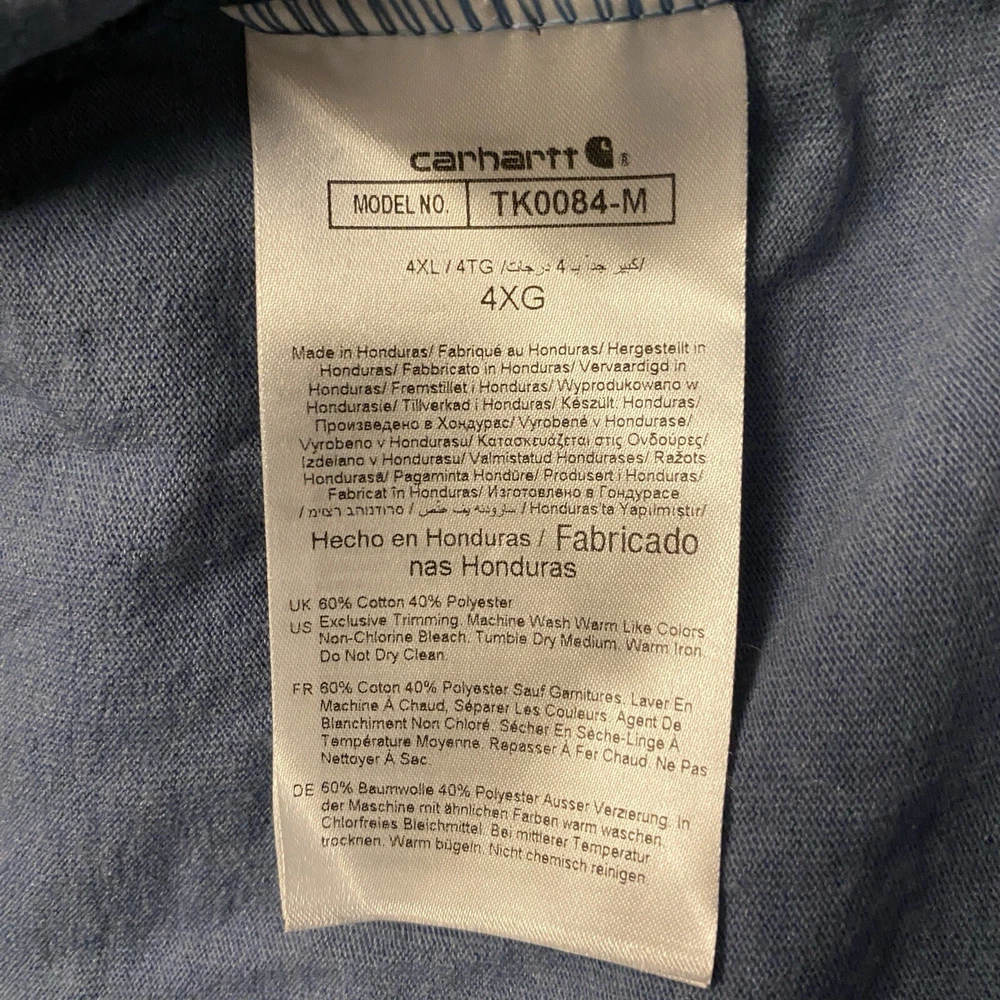 carhartt
MODEL NO. TK0084-M
4XL / 4TG / كبير جداً بـ 4 درجات/
4XG
Made in Honduras/ Fabriqué au Honduras/ Hergestellt in
Honduras/ Fabbricato in Honduras/ Vervaardigd in
Honduras/ Fremstillet i Honduras/ Wyprodukowano w
Hondurasie/ Tillverkad i Honduras/ Készült. Honduras/
Произведено в Хондурас/ Vyrobené v Hondurase/
Vyrobeno v Hondurasu/ Κατασκευάζεται στις Ονδούρες/
Izdelano v Hondurasu/ Valmistatud Hondurases/ Ražots
Hondurasā/ Pagaminta Hondūre/ Produsert i Honduras/
Fabricat în Honduras/ Изготовлено в Гондурасе
/ Honduras'ta Yapılmıştır/
Hecho en Honduras / Fabricado
nas Honduras
UK 60% Cotton 40% Polyester
US Exclusive Trimming. Machine Wash Warm Like Colors
Non-Chlorine Bleach. Tumble Dry Medium. Warm Iron.
Do Not Dry Clean.
FR 60% Coton 40% Polyester Sauf Garnitures. Laver En
Machine À Chaud, Séparer Les Couleurs. Agent De
Blanchiment Non Chloré. Sécher En Sèche-Linge À
Température Moyenne. Repasser À Fer Chaud. Ne Pas
Nettoyer À Sec.
DE 60% Baumwolle 40% Polyester Ausser Verzierung. In
der Maschine mit ähnlichen Farben warm waschen.
Chlorfreies Bleichmittel. Bei mittlerer Temperatur
trocknen. Warm bügeln. Nicht chemisch reinigen